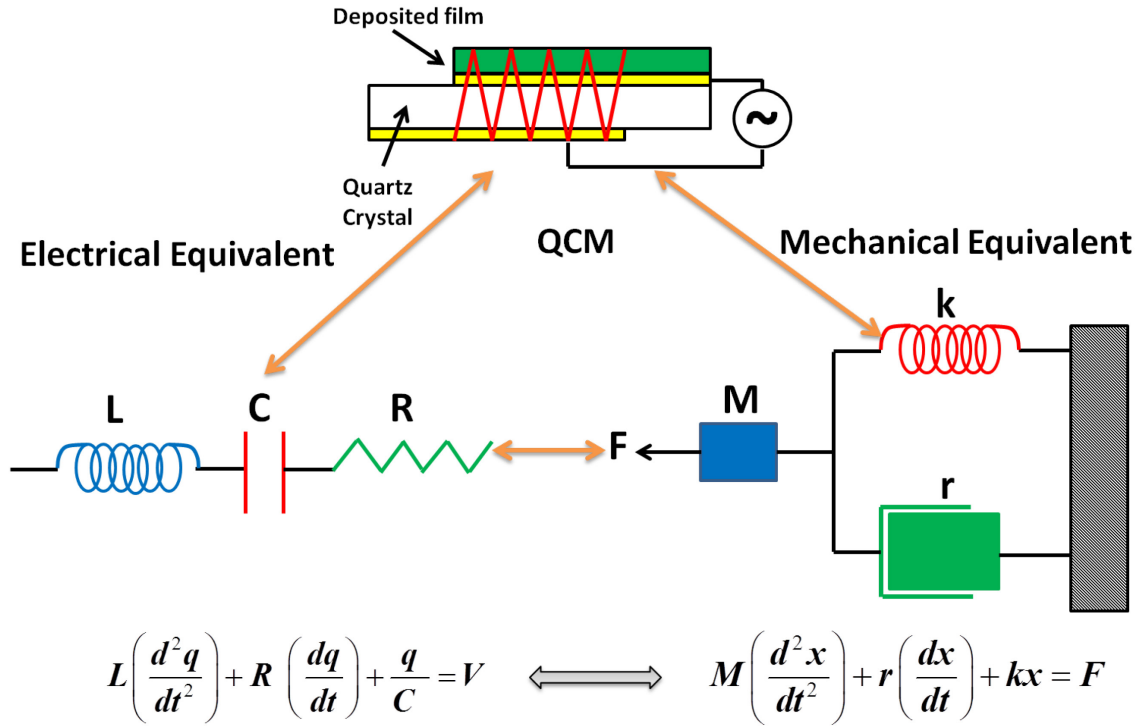 Deposited film
~
Quartz
Crystal
QCM
Electrical Equivalent
Mechanical Equivalent
k
L
C
R
F
M
r
L(d²q/dt²) + R (dq/dt) + q/C = V
M(d²x/dt²) + r(dx/dt) + kx = F